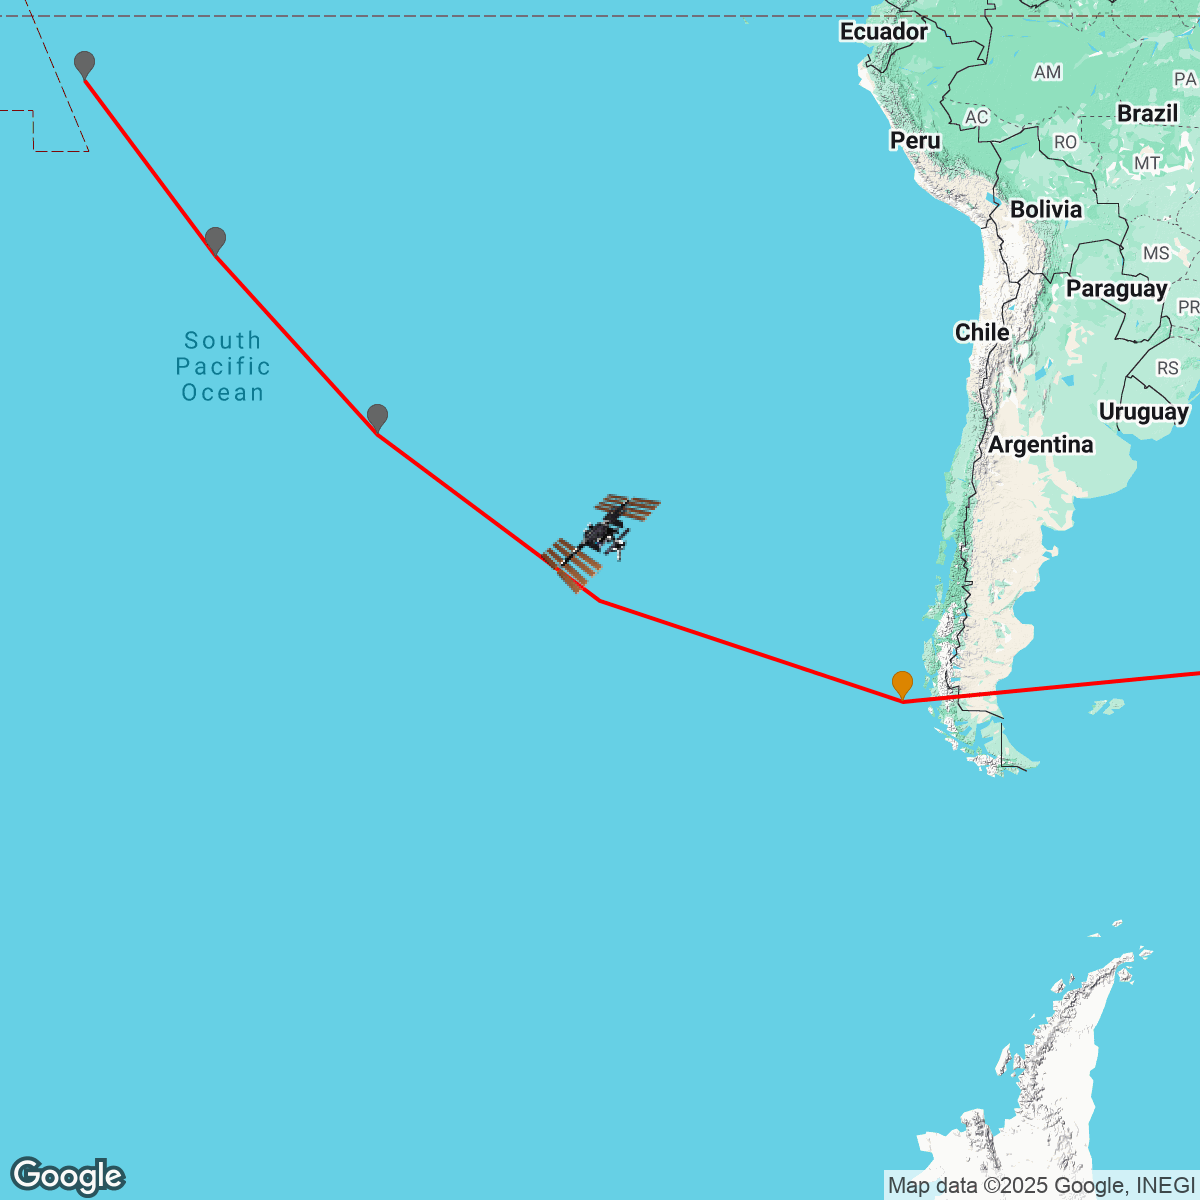 Ecuador
AM
PA
Brazil
AC
Peru
RO
MT
Bolivia
MS
Paraguay
PR
Chile
South
Pacific
Ocean
RS
Uruguay
Argentina
Google
Map data ©2025 Google, INEGI